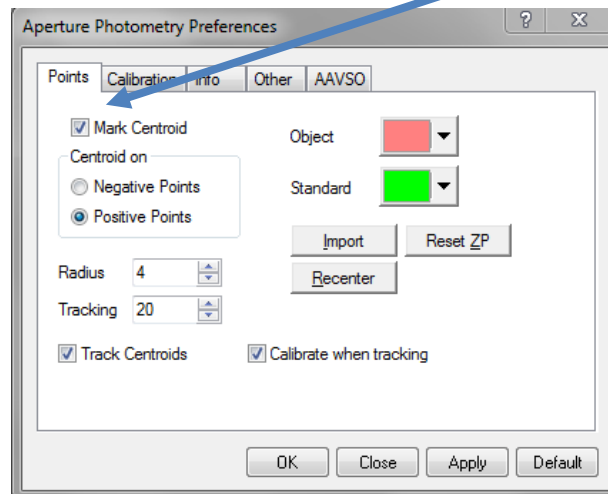 Aperture Photometry Preferences
Points Calibration Info Other AAVSO
Mark Centroid
Object
Centroid on
Negative Points
Standard
Positive Points
Import Reset ZP
Radius 4
Recenter
Tracking 20
Track Centroids Calibrate when tracking
OK Close Apply Default